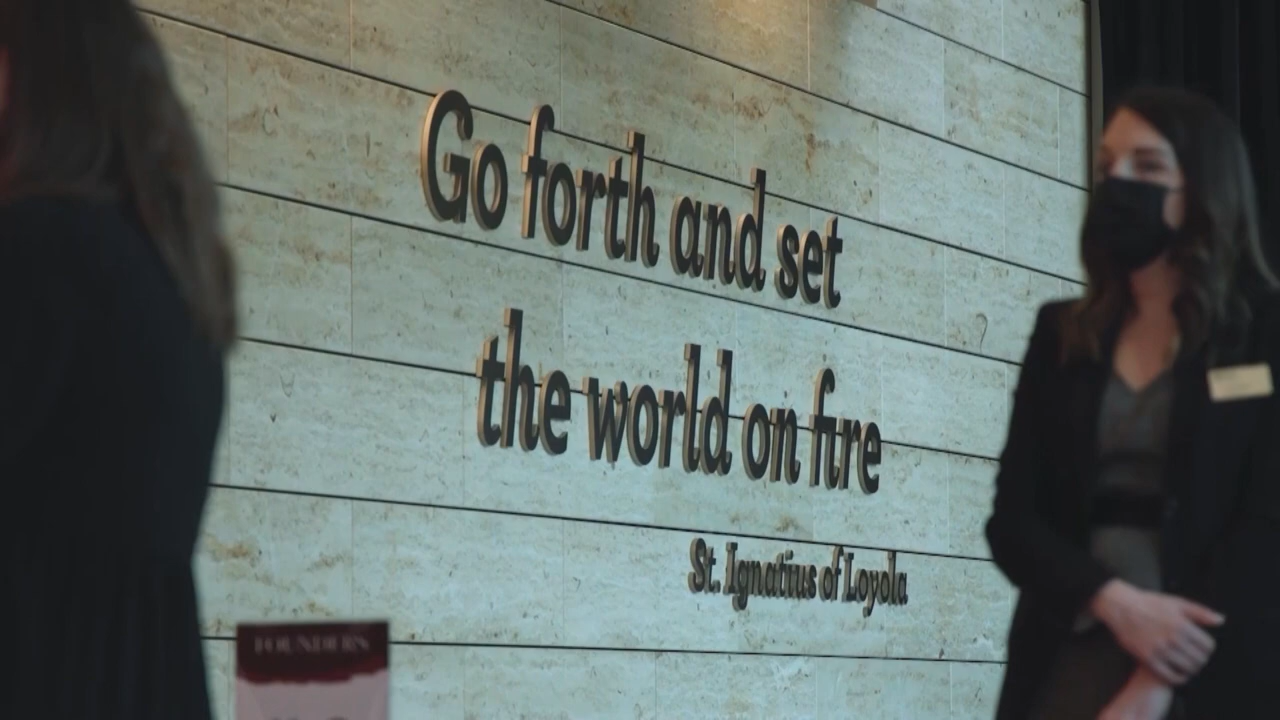 Go forth and set
the world on fire
St. Ignatius of Loyola
FOUNDERS